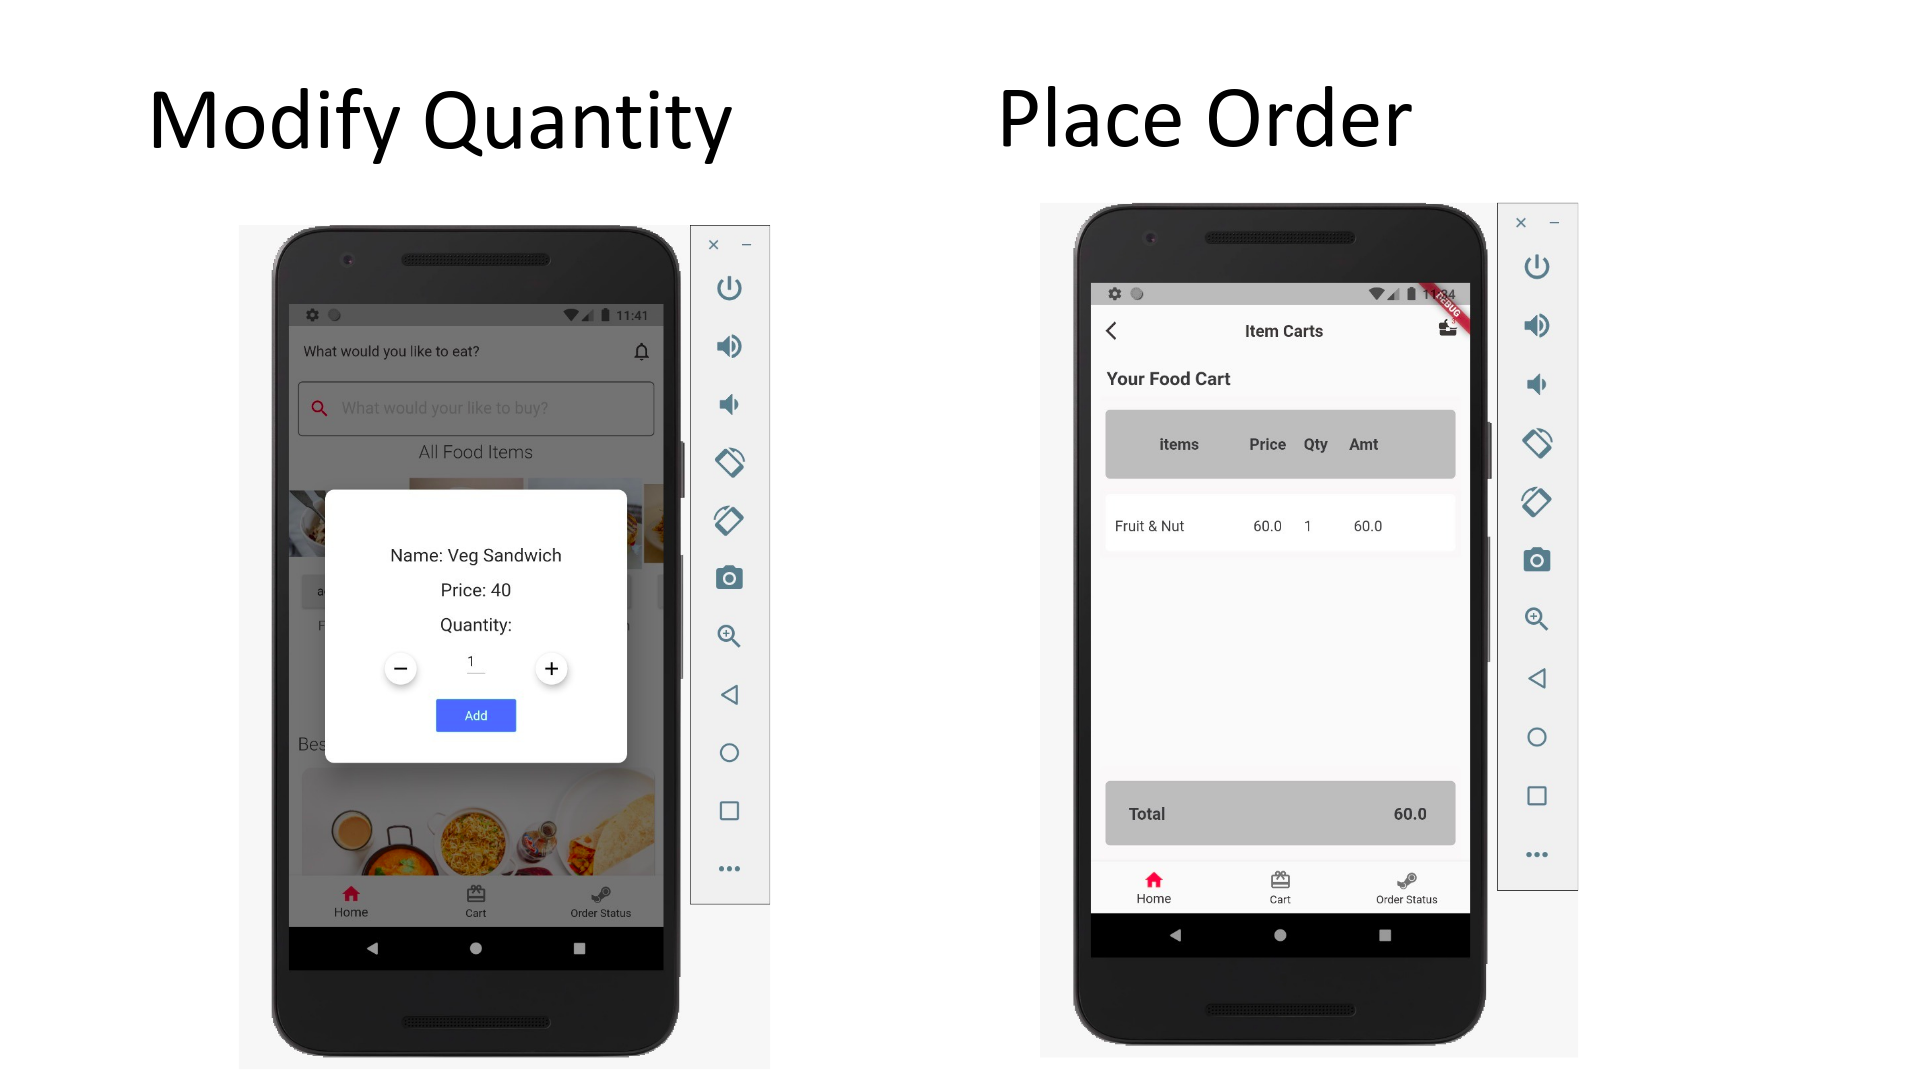 Modify Quantity
Place Order
11:41
What would you like to eat?
What would your like to buy?
All Food Items
Name: Veg Sandwich
Price: 40
Quantity:
1
Add
Home
Cart
Order Status
DEBUG
Item Carts
Your Food Cart
items Price Qty Amt
Fruit & Nut 60.0 1 60.0
Total 60.0
Home
Cart
Order Status